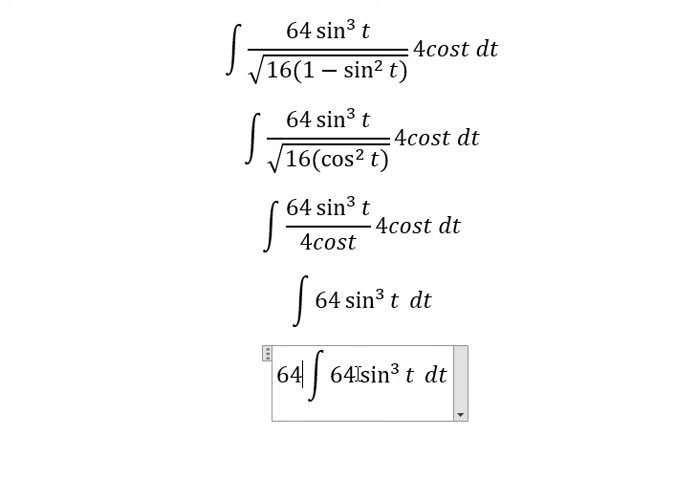 ∫ 64 sin³ t / √16(1 − sin² t) 4cost dt
∫ 64 sin³ t / √16(cos² t) 4cost dt
∫ 64 sin³ t / 4cost 4cost dt
∫ 64 sin³ t dt
64 ∫ 64 sin³ t dt